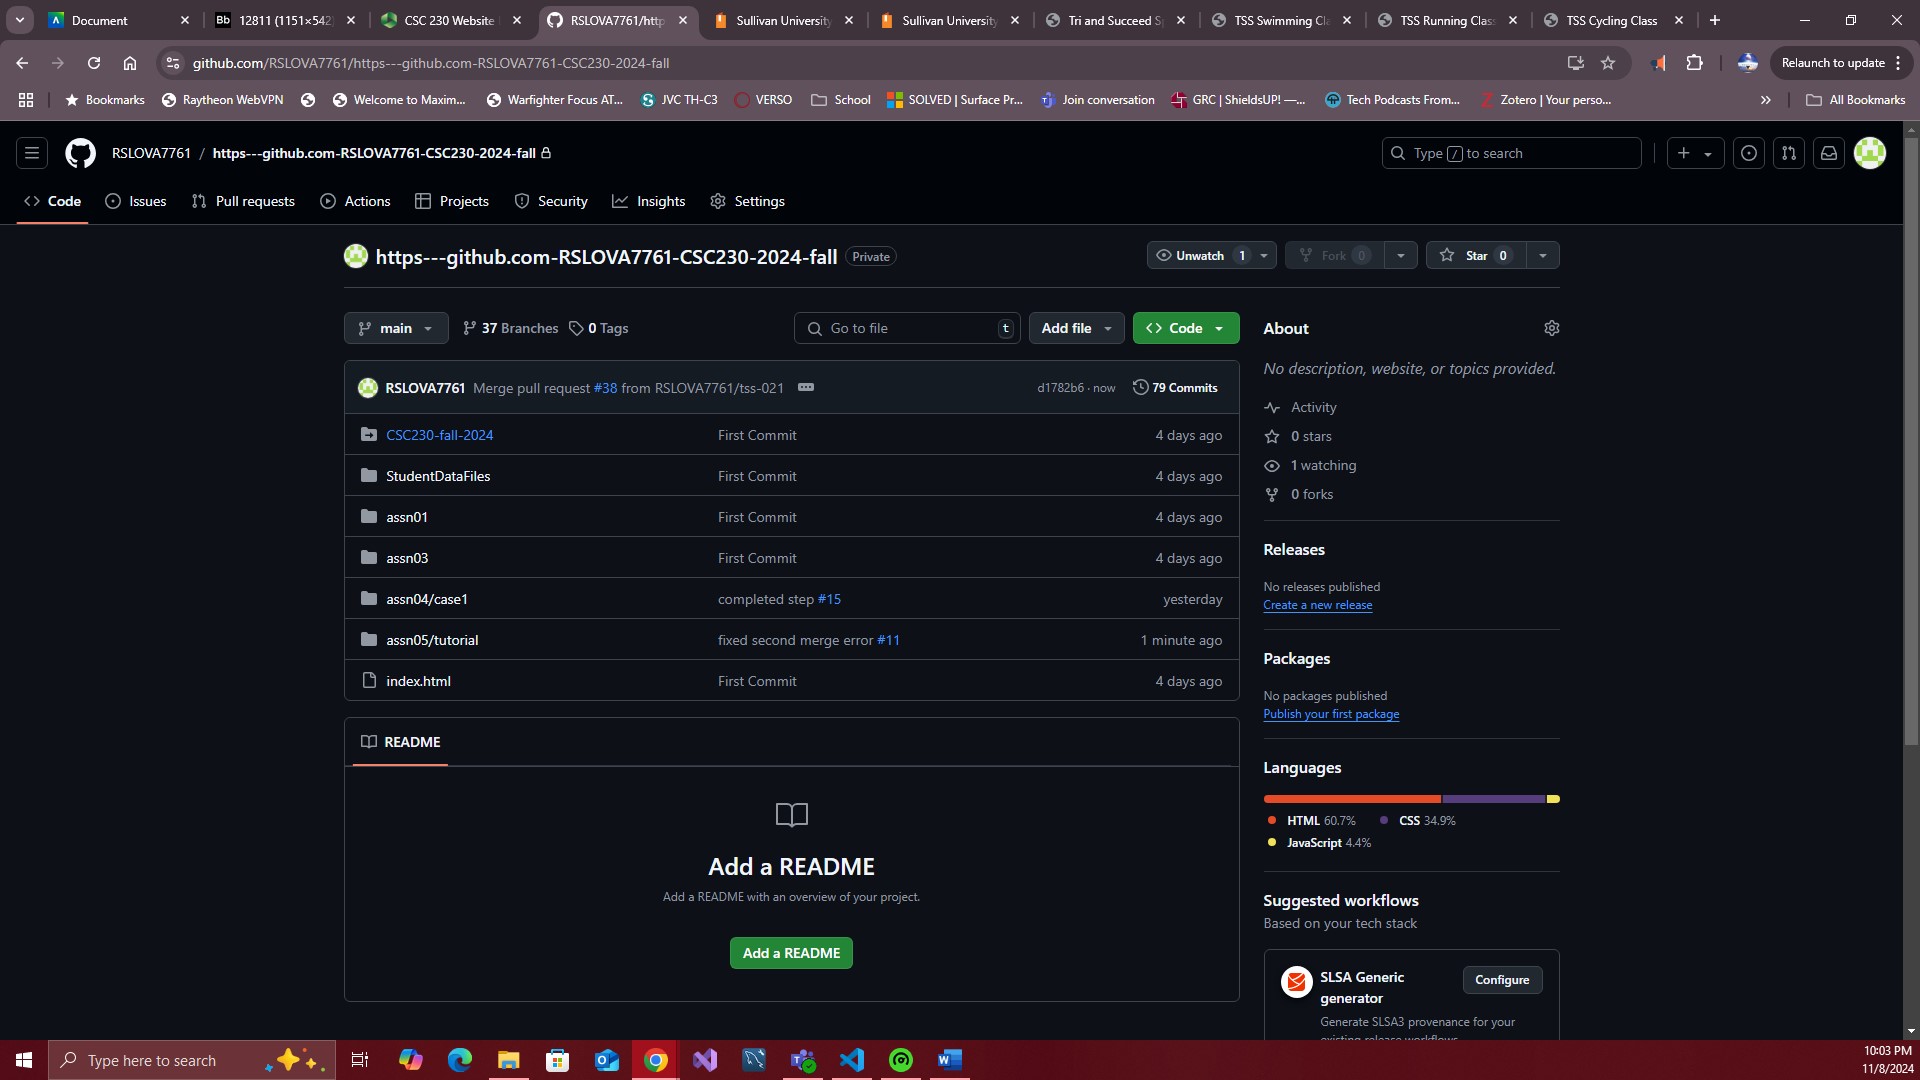 Document
12811 (1151×542
CSC 230 Website
RSLOVA7761/http
Sullivan University
Sullivan University
Tri and Succeed S
TSS Swimming Cl
TSS Running Clas
TSS Cycling Class
github.com/RSLOVA7761/https---github.com-RSLOVA7761-CSC230-2024-fall
Relaunch to update
Bookmarks
Raytheon WebVPN
Welcome to Maxim...
Warfighter Focus AT...
JVC TH-C3
VERSO
School
SOLVED | Surface Pr...
Join conversation
GRC | ShieldsUP! —...
Tech Podcasts From...
Zotero | Your perso...
All Bookmarks
RSLOVA7761 / https---github.com-RSLOVA7761-CSC230-2024-fall
Type / to search
Code
Issues
Pull requests
Actions
Projects
Security
Insights
Settings
https---github.com-RSLOVA7761-CSC230-2024-fall Private
Unwatch 1
Fork 0
Star 0
main
37 Branches
0 Tags
Go to file t
Add file
Code
RSLOVA7761 Merge pull request #38 from RSLOVA7761/tss-021
d1782b6 · now
79 Commits
CSC230-fall-2024 First Commit 4 days ago
StudentDataFiles First Commit 4 days ago
assn01 First Commit 4 days ago
assn03 First Commit 4 days ago
assn04/case1 completed step #15 yesterday
assn05/tutorial fixed second merge error #11 1 minute ago
index.html First Commit 4 days ago
README
Add a README
Add a README with an overview of your project.
Add a README
About
No description, website, or topics provided.
Activity
0 stars
1 watching
0 forks
Releases
No releases published
Create a new release
Packages
No packages published
Publish your first package
Languages
HTML 60.7%
CSS 34.9%
JavaScript 4.4%
Suggested workflows
Based on your tech stack
SLSA Generic
generator
Configure
Generate SLSA3 provenance for your
existing release workflows
Type here to search
10:03 PM
11/8/2024